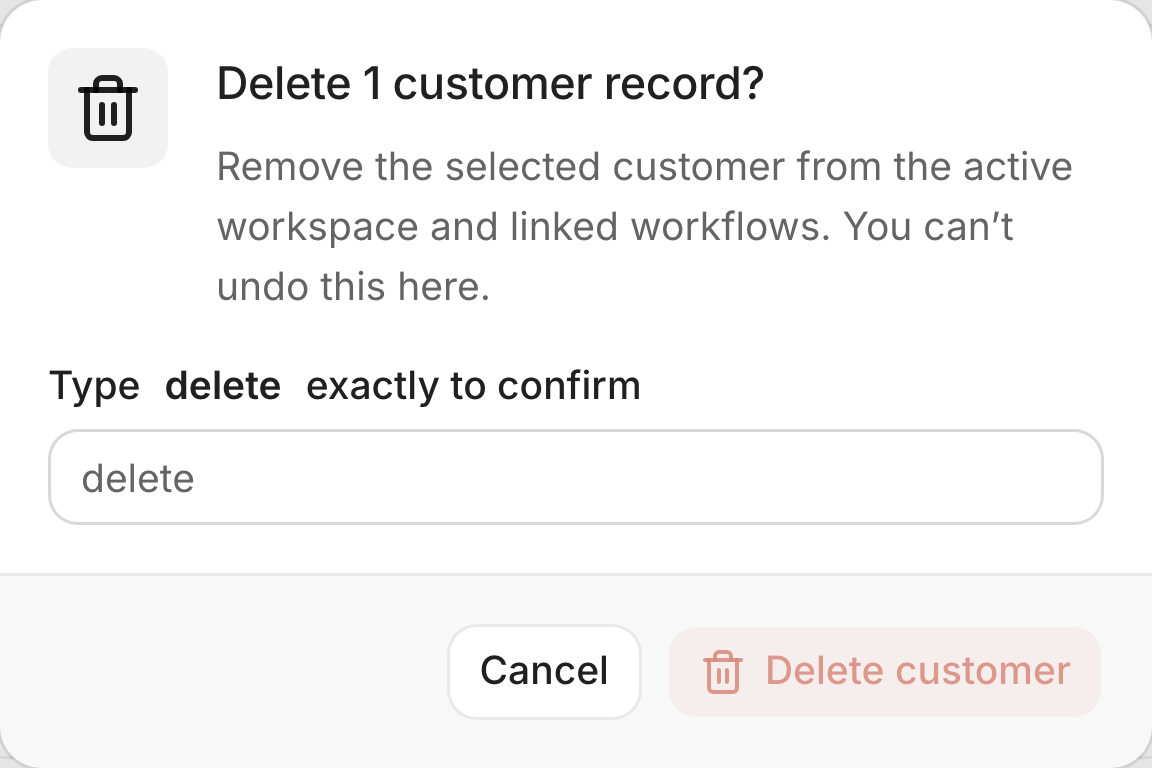 Delete 1 customer record?
Remove the selected customer from the active
workspace and linked workflows. You can’t
undo this here.
Type delete exactly to confirm
delete
Cancel
Delete customer